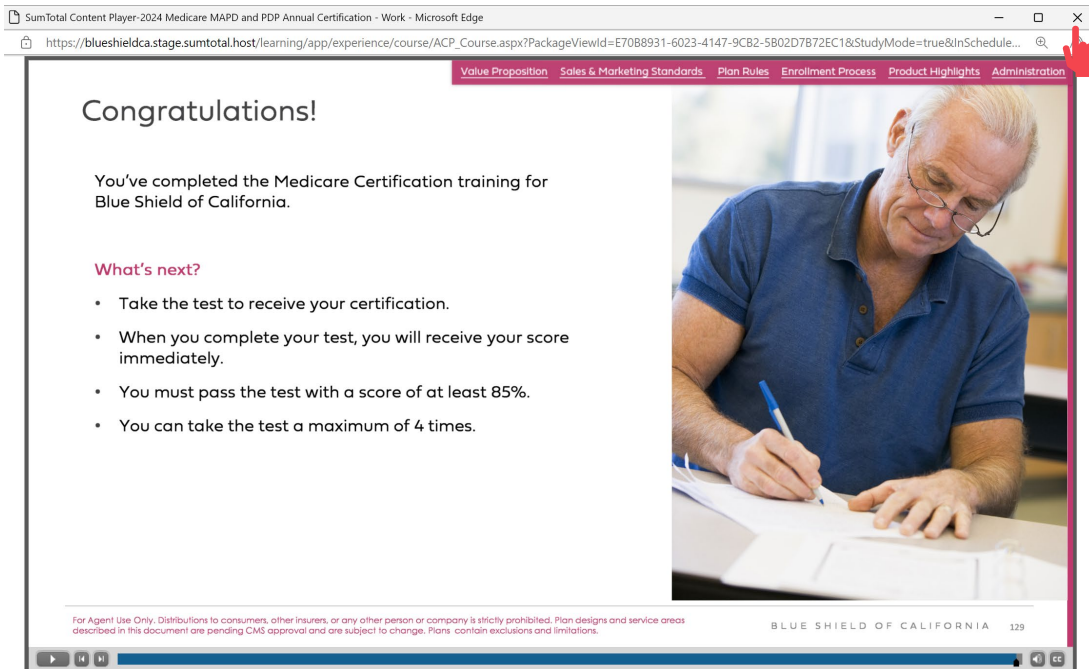 SumTotal Content Player-2024 Medicare MAPD and PDP Annual Certification - Work - Microsoft Edge
https://blueshieldca.stage.sumtotal.host/learning/app/experience/course/ACP_Course.aspx?PackageViewId=E70B8931-6023-4147-9CB2-5B02D7B72EC1&StudyMode=true&InSchedule...
Value Proposition Sales & Marketing Standards Plan Rules Enrollment Process Product Highlights Administration
Congratulations!
You've completed the Medicare Certification training for
Blue Shield of California.
What's next?
• Take the test to receive your certification.
• When you complete your test, you will receive your score
immediately.
• You must pass the test with a score of at least 85%.
• You can take the test a maximum of 4 times.
For Agent Use Only. Distributions to consumers, other insurers, or any other person or company is strictly prohibited. Plan designs and service areas
described in this document are pending CMS approval and are subject to change. Plans contain exclusions and limitations.
BLUE SHIELD OF CALIFORNIA 129
CC